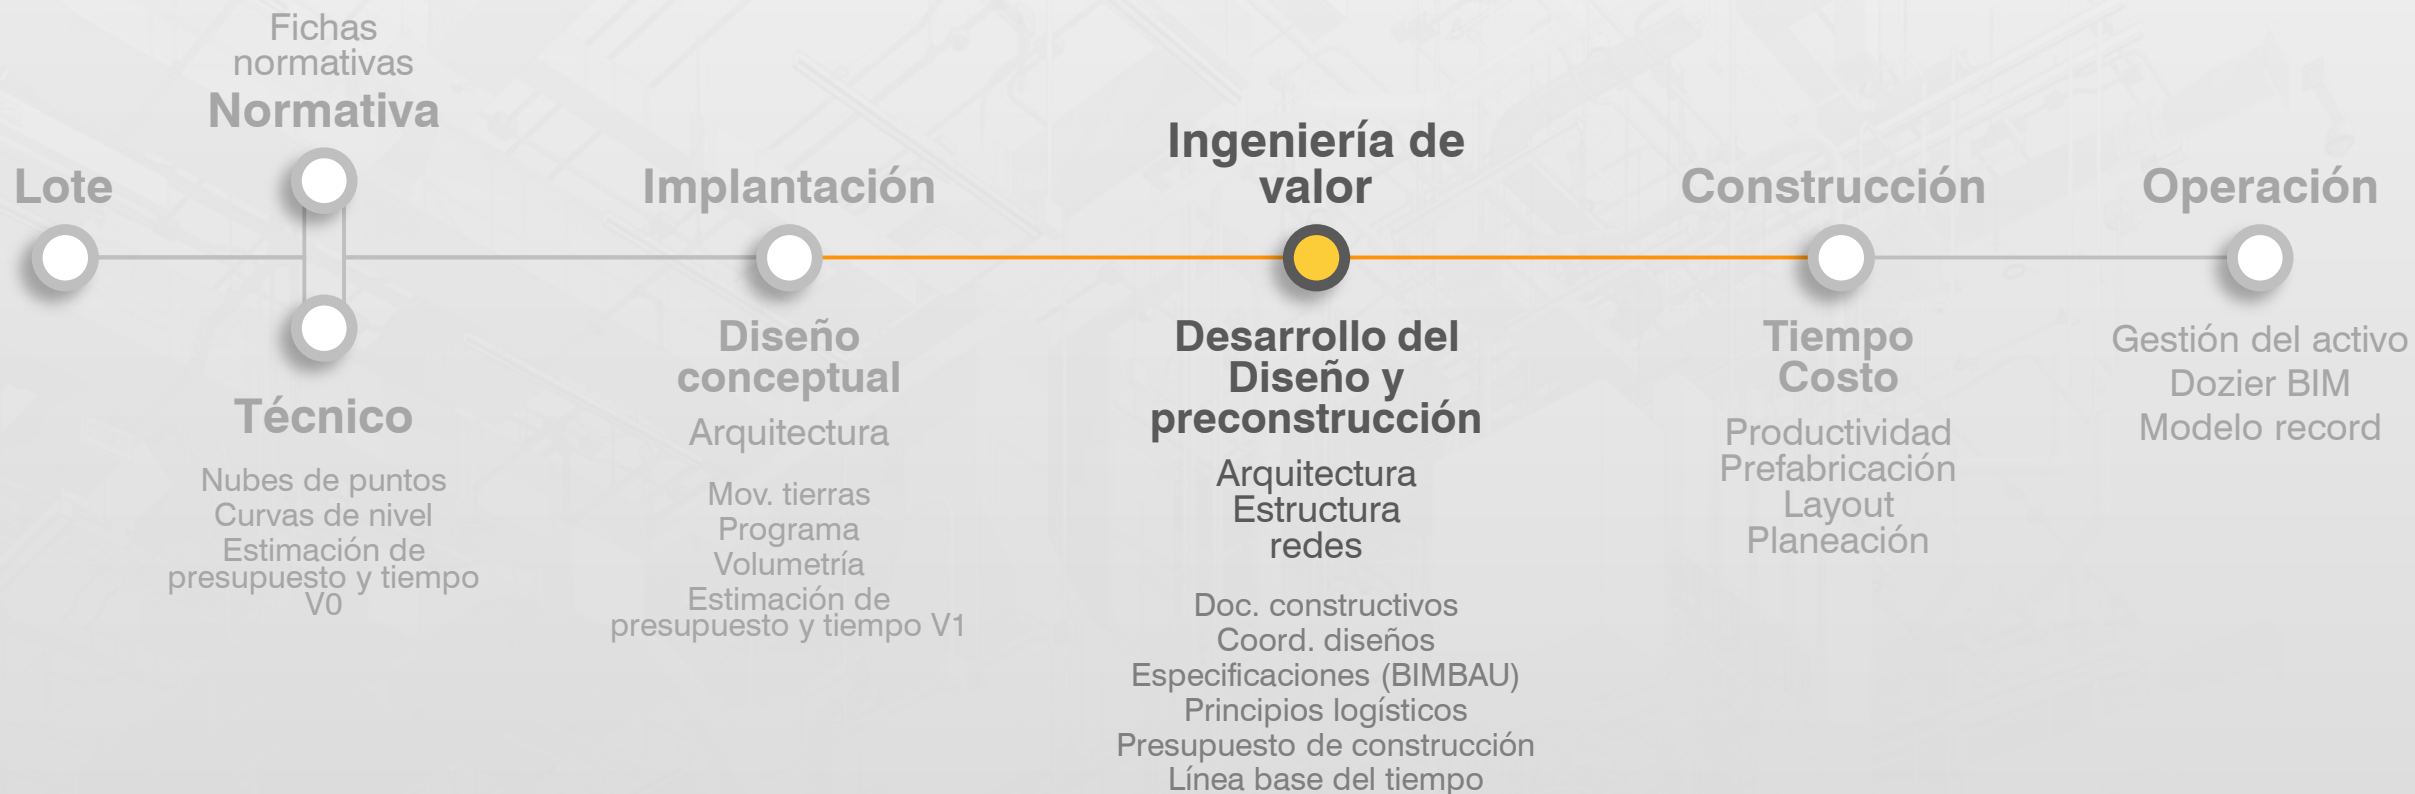 Lote
Fichas
normativas
Normativa
Técnico
Nubes de puntos
Curvas de nivel
Estimación de
presupuesto y tiempo
V0
Implantación
Diseño
conceptual
Arquitectura
Mov. tierras
Programa
Volumetría
Estimación de
presupuesto y tiempo V1
Ingeniería de
valor
Desarrollo del
Diseño y
preconstrucción
Arquitectura
Estructura
redes
Doc. constructivos
Coord. diseños
Especificaciones (BIMBAU)
Principios logísticos
Presupuesto de construcción
Línea base del tiempo
Construcción
Tiempo
Costo
Productividad
Prefabricación
Layout
Planeación
Operación
Gestión del activo
Dozier BIM
Modelo record